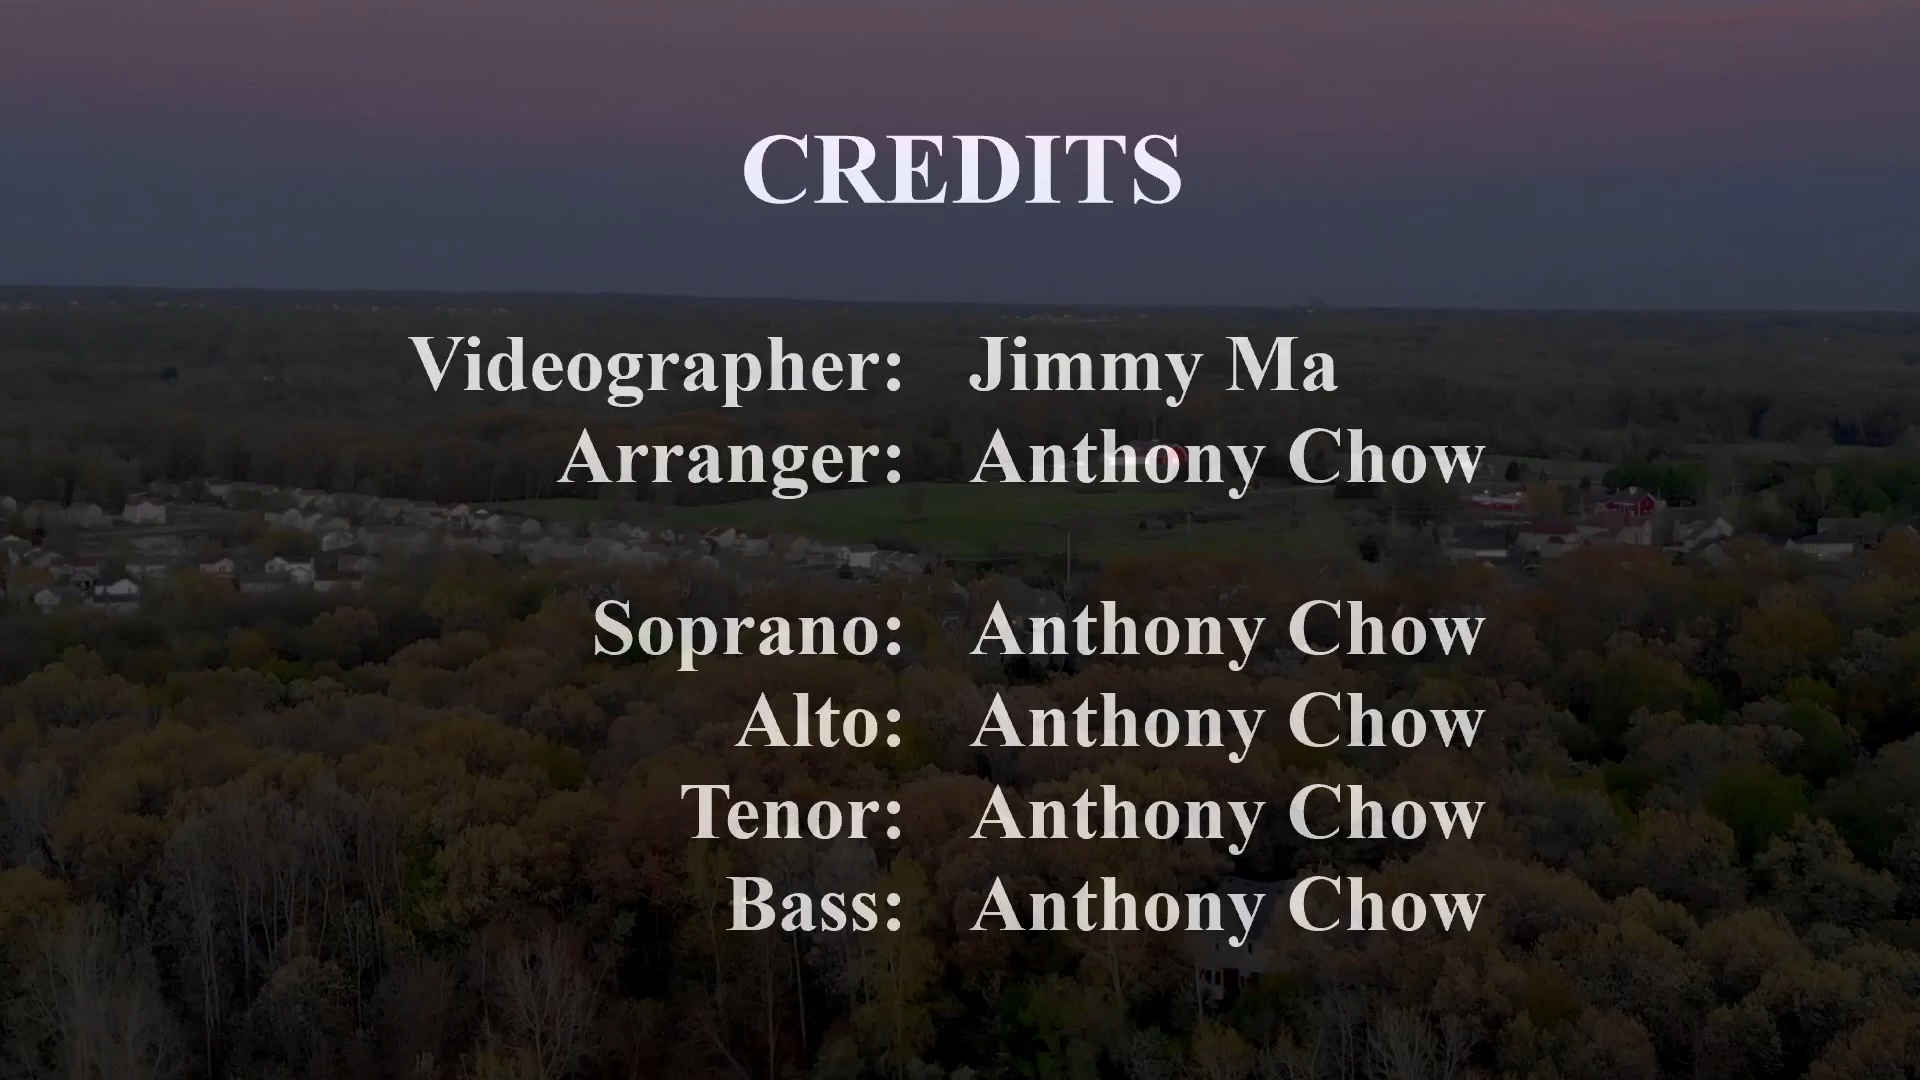 CREDITS
Videographer: Jimmy Ma
Arranger: Anthony Chow
Soprano: Anthony Chow
Alto: Anthony Chow
Tenor: Anthony Chow
Bass: Anthony Chow